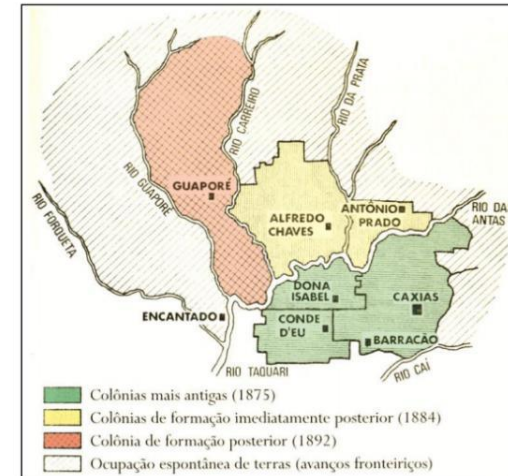 RIO DA PRATA
RIO CARREIRO
RIO GUAPORÉ
RIO FORQUETA
GUAPORÉ
ANTÔNIO
PRADO
RIO DAS
ANTAS
ALFREDO
CHAVES
DONA
ISABEL
CAXIAS
ENCANTADO
CONDE
D'EU
BARRACÃO
RIO TAQUARI
RIO CAÍ
Colônias mais antigas (1875)
Colônias de formação imediatamente posterior (1884)
Colônia de formação posterior (1892)
Ocupação espontânea de terras (avanços fronteiriços)